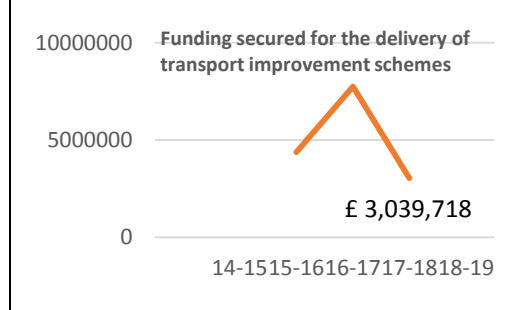 Funding secured for the delivery of
transport improvement schemes
10000000
5000000
0
£ 3,039,718
14-1515-1616-1717-1818-19